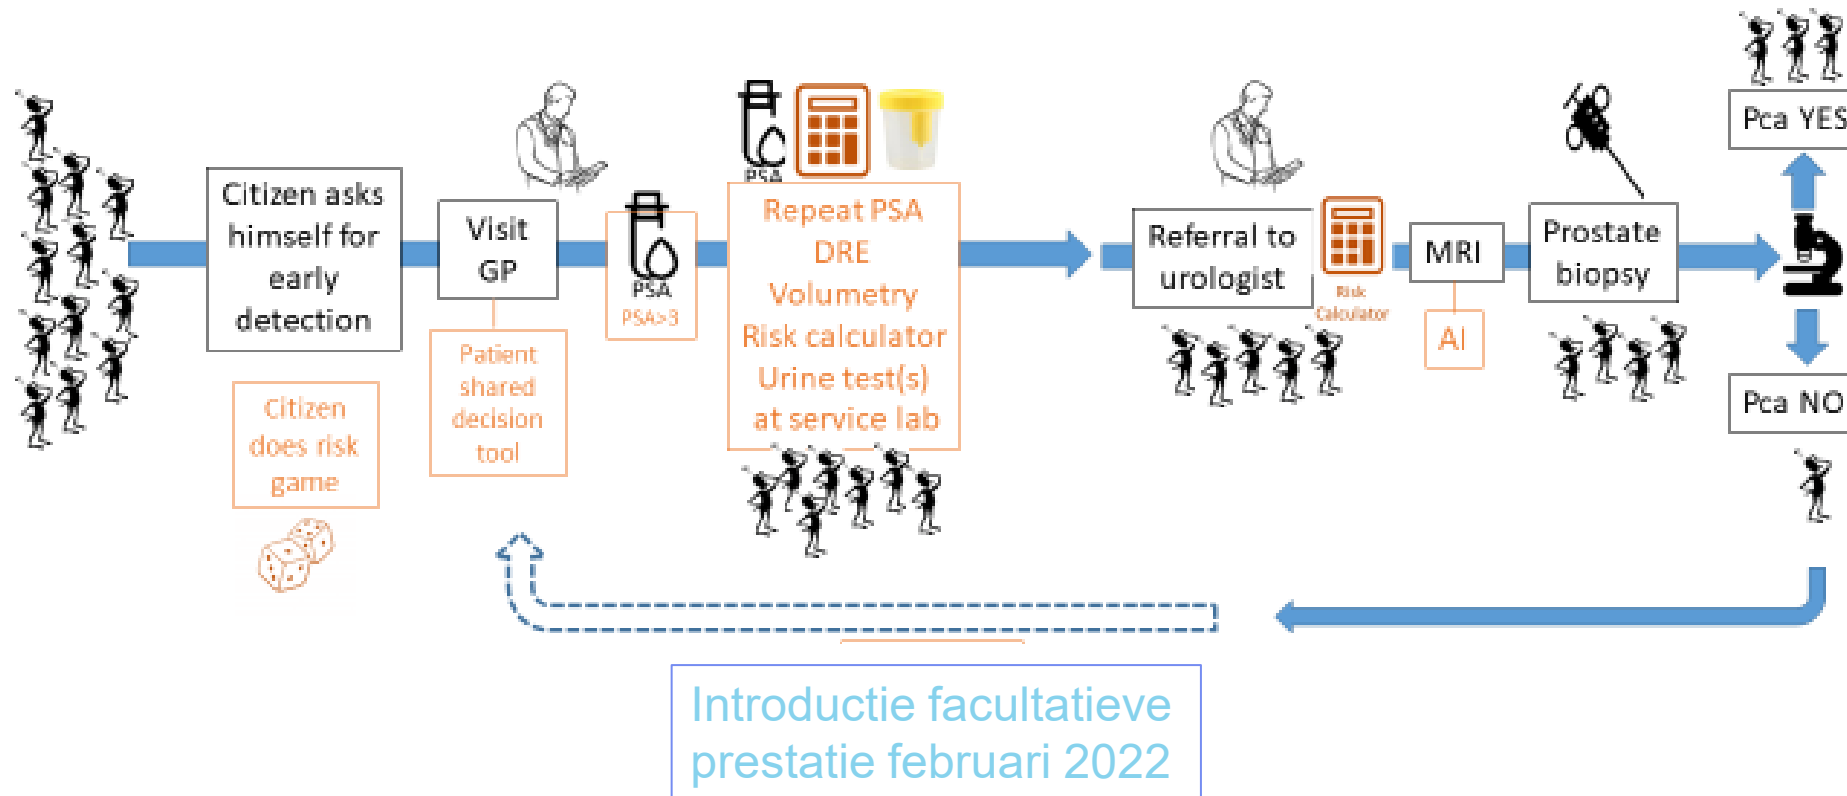 Citizen asks
himself for
early
detection
Citizen
does risk
game
Visit
GP
Patient
shared
decision
tool
PSA
PSA>3
PSA
Repeat PSA
DRE
Volumetry
Risk calculator
Urine test(s)
at service lab
Referral to
urologist
Risk
Calculator
MRI
AI
Prostate
biopsy
Pca YES
Pca NO
Introductie facultatieve
prestatie februari 2022